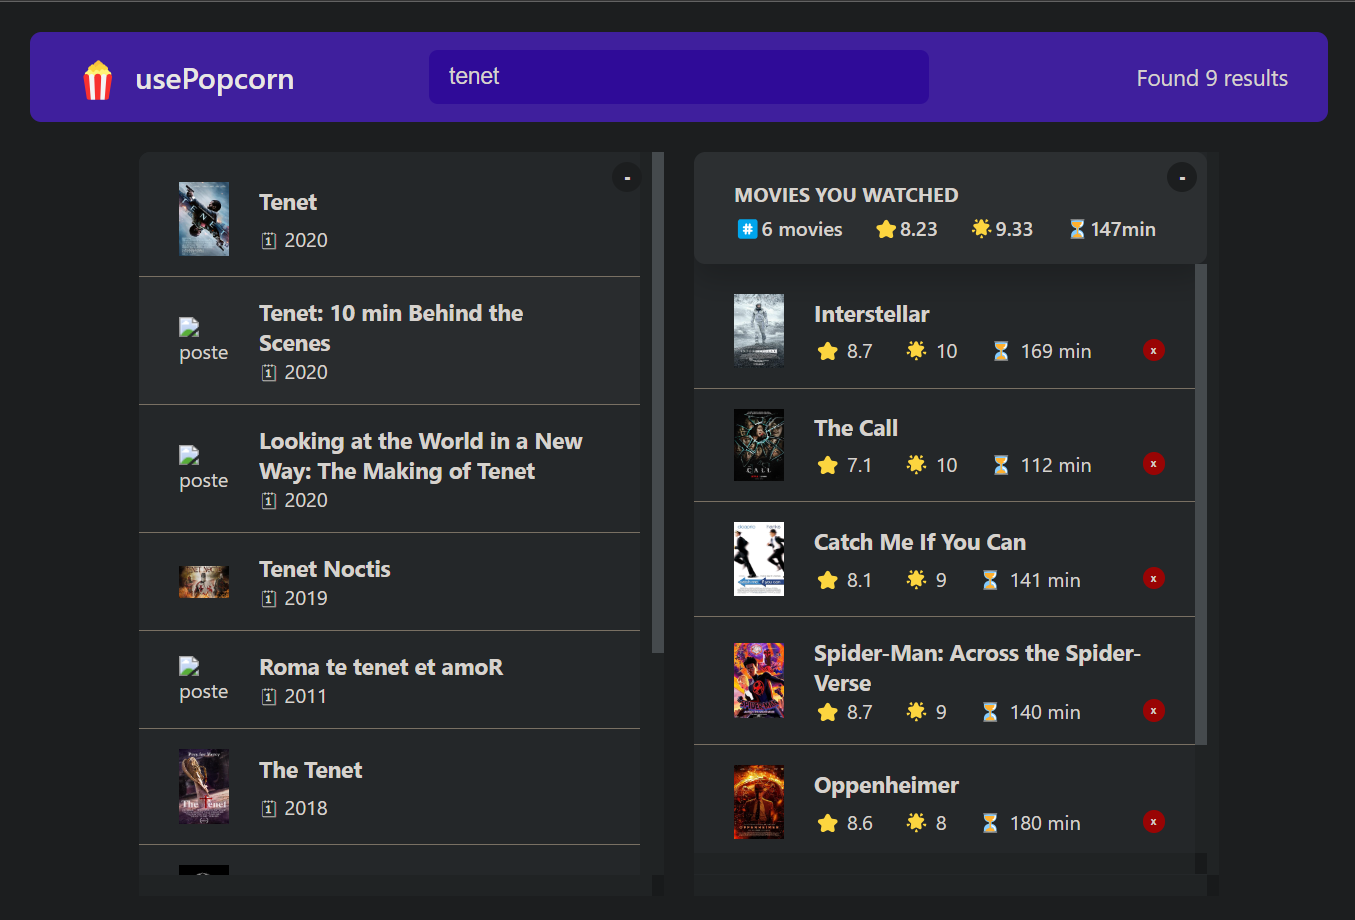 usePopcorn
tenet
Found 9 results
-
Tenet
2020
Tenet: 10 min Behind the
Scenes
2020
poste
Looking at the World in a New
Way: The Making of Tenet
2020
poste
Tenet Noctis
2019
Roma te tenet et amoR
2011
poste
The Tenet
2018
-
MOVIES YOU WATCHED
# 6 movies 8.23 9.33 147min
Interstellar
8.7 10 169 min x
The Call
CALL
7.1 10 112 min x
Catch Me If You Can
8.1 9 141 min x
Spider-Man: Across the Spider-
Verse
8.7 9 140 min x
Oppenheimer
OPPENHEIMER
8.6 8 180 min x